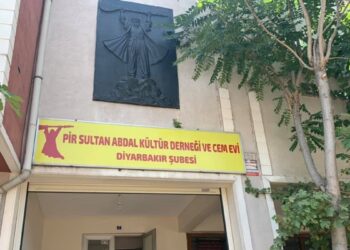 PİR SULTAN ABDAL KÜLTÜR DERNEĞİ VE CEM EVİ
DİYARBAKIR ŞUBESİ